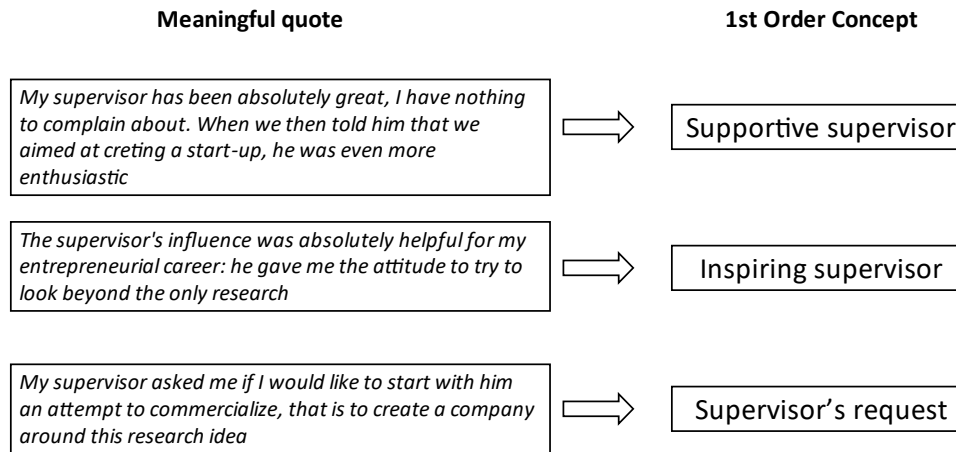 Meaningful quote
1st Order Concept
My supervisor has been absolutely great, I have nothing
to complain about. When we then told him that we
aimed at creting a start-up, he was even more
enthusiastic
Supportive supervisor
The supervisor's influence was absolutely helpful for my
entrepreneurial career: he gave me the attitude to try to
look beyond the only research
Inspiring supervisor
My supervisor asked me if I would like to start with him
an attempt to commercialize, that is to create a company
around this research idea
Supervisor’s request